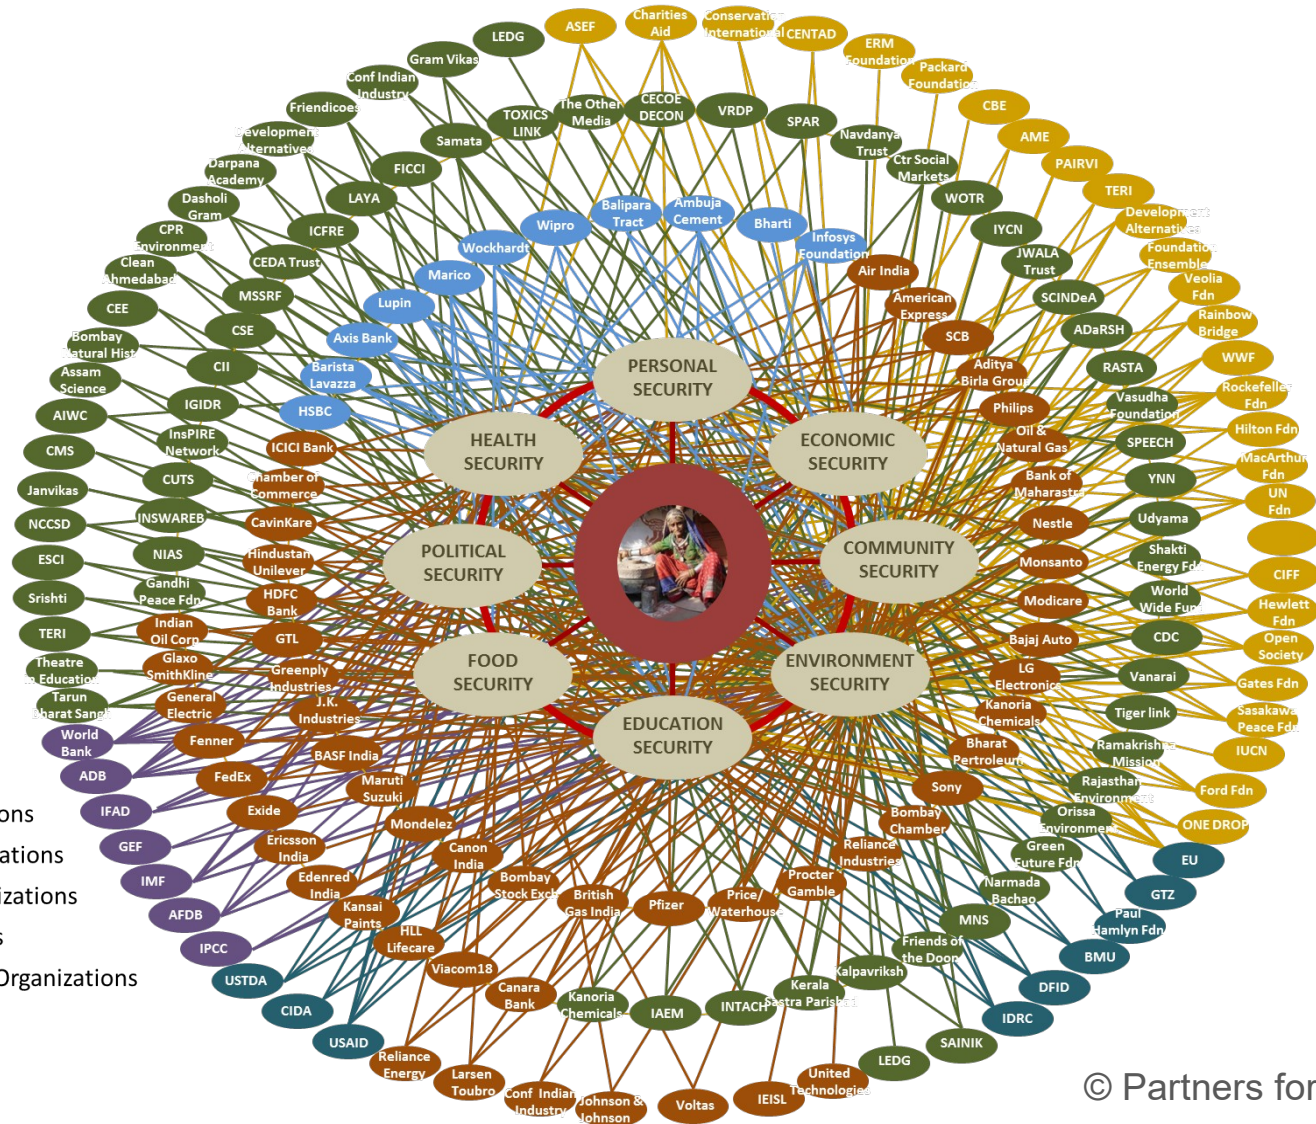 ASEF
Charities
Aid
Conservation
International
CENTAD
ERM
Foundation
Packard
Foundation
CBE
AME
PAIRVI
TERI
Development
Alternatives
Foundation
Ensemble
Veolia
Fdn
Rainbow
Bridge
WWF
Rockefeller
Fdn
Hilton Fdn
MacArthur
Fdn
UN
Fdn
CIFF
Hewlett
Fdn
Open
Society
Gates Fdn
Sasakawa
Peace Fdn
IUCN
Ford Fdn
ONE DROP
EU
GTZ
Paul
Hamlyn Fdn
BMU
DFID
IDRC
SAINIK
LEDG
United
Technologies
IEISL
Voltas
Johnson &
Johnson
Conf Indian
Industry
Larsen
Toubro
Reliance
Energy
USAID
CIDA
USTDA
IPCC
AFDB
IMF
GEF
IFAD
ADB
World
Bank
Tarun
Bharat Sangh
Theatre
in Education
TERI
Srishti
ESCI
NCCSD
Janvikas
CMS
AIWC
Assam
Science
Bombay
Natural Hist
CEE
Clean
Ahmedabad
CPR
Environment
Dasholi
Gram
Darpana
Academy
Development
Alternatives
Friendicoes
Conf Indian
Industry
Gram Vikas
LEDG
TOXICS
LINK
The Other
Media
CECOE
DECON
VRDP
SPAR
Navdanya
Trust
Ctr Social
Markets
WOTR
IYCN
JWALA
Trust
SCINDeA
ADaRSH
RASTA
Vasudha
Foundation
SPEECH
YNN
Udyama
Shakti
Energy Fdn
World
Wide Fund
CDC
Vanarai
Tiger link
Ramakrishna
Mission
Rajasthan
Environment
Orissa
Environment
Green
Future Fdn
Narmada
Bachao
MNS
Friends of
the Doon
Kalpavriksh
Kerala
Sastra Parishad
INTACH
IAEM
Kanoria
Chemicals
Canara
Bank
Viacom18
HLL
Lifecare
Kansai
Paints
Edenred
India
Ericsson
India
Exide
FedEx
Fenner
General
Electric
Glaxo
SmithKline
Indian
Oil Corp
Gandhi
Peace Fdn
NIAS
INSWAREB
CUTS
InsPIRE
Network
IGIDR
CII
CSE
MSSRF
CEDA Trust
ICFRE
LAYA
FICCI
Samata
Wockhardt
Wipro
Balipara
Tract
Ambuja
Cement
Bharti
Infosys
Foundation
Air India
American
Express
SCB
Aditya
Birla Group
Philips
Oil &
Natural Gas
Bank of
Maharastra
Nestle
Monsanto
Modicare
Bajaj Auto
LG
Electronics
Kanoria
Chemicals
Bharat
Pertroleum
Sony
Bombay
Chamber
Reliance
Industries
Procter
Gamble
Price/
Waterhouse
Pfizer
British
Gas India
Bombay
Stock Exch
Canon
India
Mondelez
Maruti
Suzuki
BASF India
J.K.
Industries
Greenply
Industries
GTL
HDFC
Bank
Hindustan
Unilever
CavinKare
Chamber of
Commerce
ICICI Bank
HSBC
Barista
Lavazza
Axis Bank
Lupin
Marico
PERSONAL
SECURITY
ECONOMIC
SECURITY
COMMUNITY
SECURITY
ENVIRONMENT
SECURITY
EDUCATION
SECURITY
FOOD
SECURITY
POLITICAL
SECURITY
HEALTH
SECURITY
ons
ations
izations
s
Organizations
© Partners for